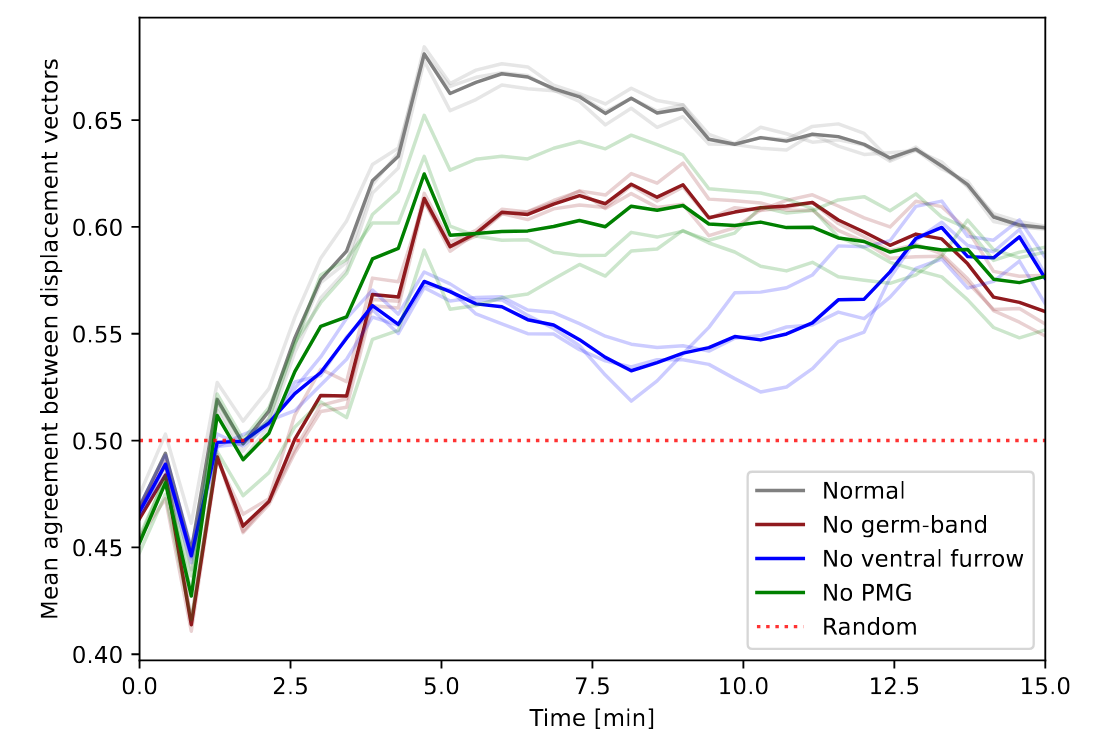 Mean agreement between displacement vectors
0.65
0.60
0.55
0.50
0.45
0.40
Normal
No germ-band
No ventral furrow
No PMG
Random
0.0 2.5 5.0 7.5 10.0 12.5 15.0
Time [min]